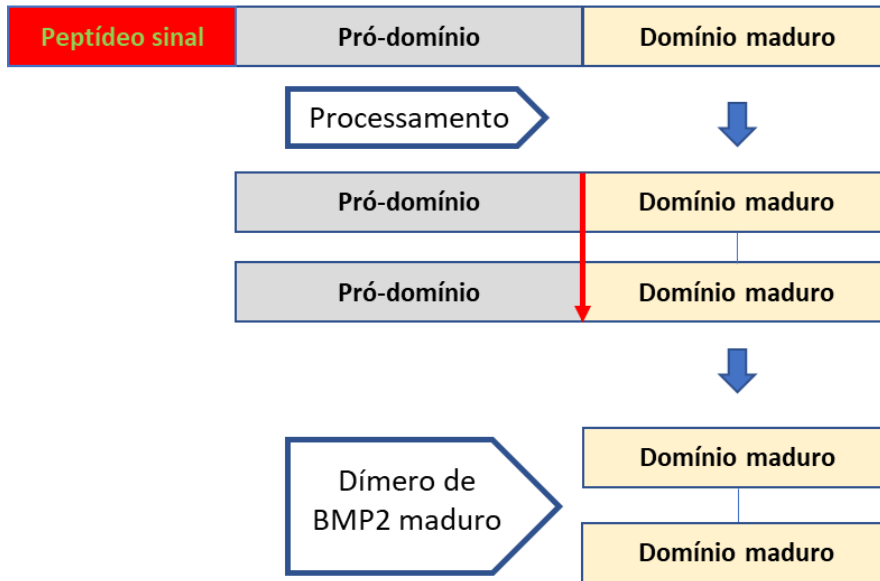 Peptídeo sinal
Pró-domínio
Domínio maduro
Processamento
Pró-domínio
Domínio maduro
Pró-domínio
Domínio maduro
Domínio maduro
Dímero de
BMP2 maduro
Domínio maduro